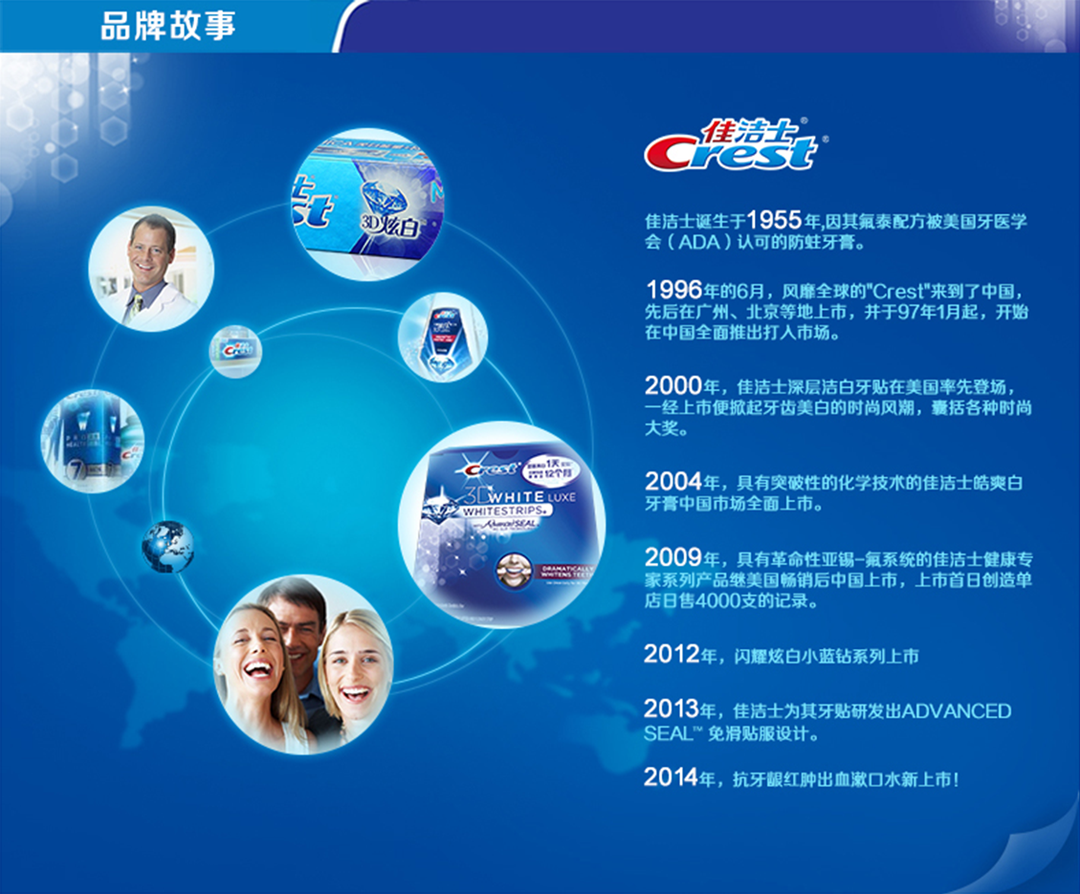 品牌故事
佳洁士®
Crest®
佳洁士诞生于1955年,因其氟泰配方被美国牙医学
会（ADA）认可的防蛀牙膏。
1996年的6月，风靡全球的"Crest"来到了中国，
先后在广州、北京等地上市，并于97年1月起，开始
在中国全面推出打人市场。
2000年，佳洁士深层洁白牙贴在美国率先登场，
一经上市便掀起牙齿美白的时尚风潮，囊括各种时尚
大奖。
2004年，具有突破性的化学技术的佳洁士皓爽白
牙膏中国市场全面上市。
2009年，具有革命性亚锡-氟系统的佳洁士健康专
家系列产品继美国畅销后中国上市，上市首日创造单
店日售4000支的记录。
2012年，闪耀炫白小蓝钻系列上市
2013年，佳洁士为其牙贴研发出ADVANCED
SEAL™ 免滑贴服设计。
2014年，抗牙龈红肿出血漱口水新上市！
3D炫白
Crest
Crest
1天
12个月
3D WHITE LUXE
WHITESTRIPS®
Advanced SEAL
DRAMATICALLY
WHITENS TEETH
7